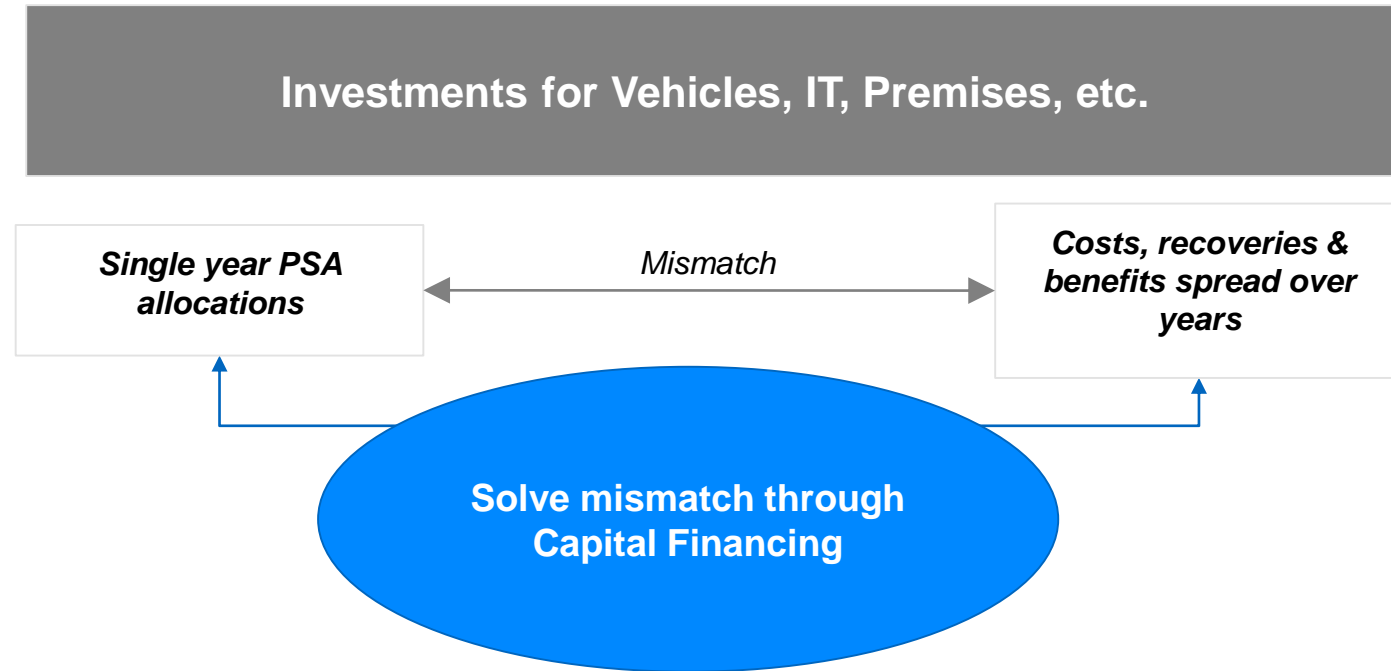 Investments for Vehicles, IT, Premises, etc.
Single year PSA
allocations
Mismatch
Costs, recoveries &
benefits spread over
years
Solve mismatch through
Capital Financing